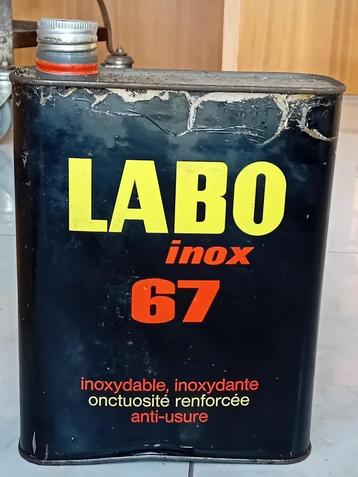 LABO
inox
67
inoxydable, inoxydante
onctuosité renforcée
anti-usure